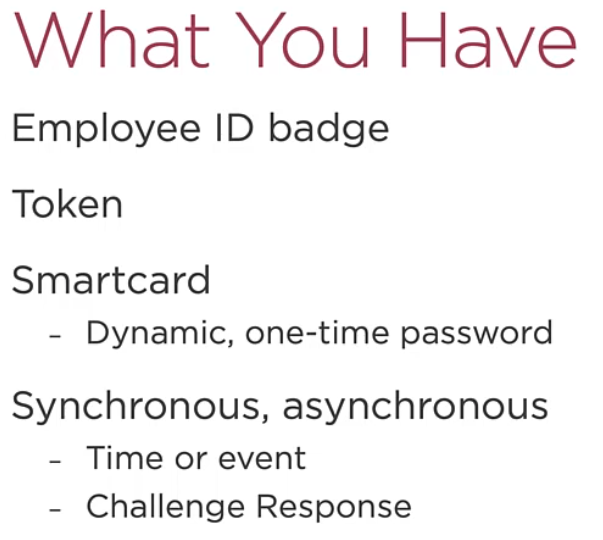 What You Have
Employee ID badge
Token
Smartcard
- Dynamic, one-time password
Synchronous, asynchronous
- Time or event
- Challenge Response